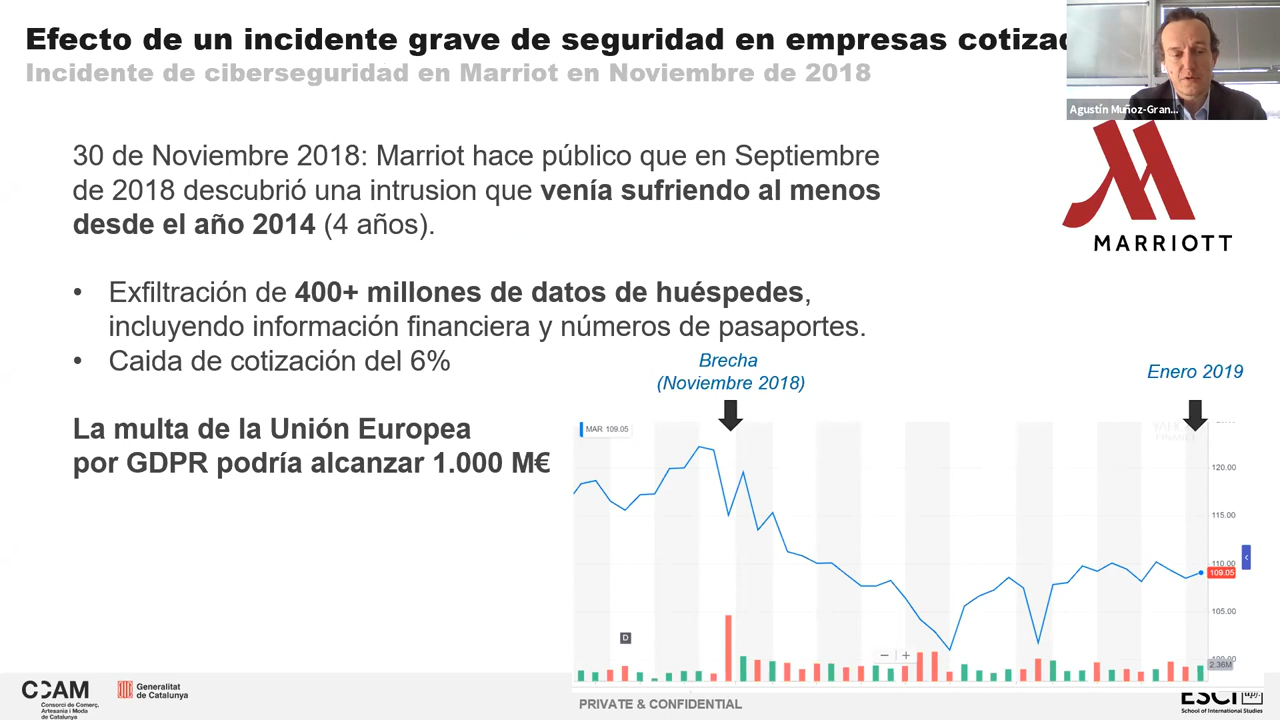 Efecto de un incidente grave de seguridad en empresas cotizad
Incidente de ciberseguridad en Marriot en Noviembre de 2018
Agustín Muñoz-Gran...
MARRIOTT
30 de Noviembre 2018: Marriot hace público que en Septiembre
de 2018 descubrió una intrusion que venía sufriendo al menos
desde el año 2014 (4 años).
• Exfiltración de 400+ millones de datos de huéspedes,
incluyendo información financiera y números de pasaportes.
• Caida de cotización del 6%
La multa de la Unión Europea
por GDPR podría alcanzar 1.000 M€
Brecha
(Noviembre 2018)
Enero 2019
MAR 109.05
YAHOO
FINANCE
120.00
115.00
110.00
109.05
105.00
100.00
2.36M
D
− +
CCAM
Consorci de Comerç,
Artesania i Moda
de Catalunya
Generalitat
de Catalunya
PRIVATE & CONFIDENTIAL
ESCI upf.
School of International Studies